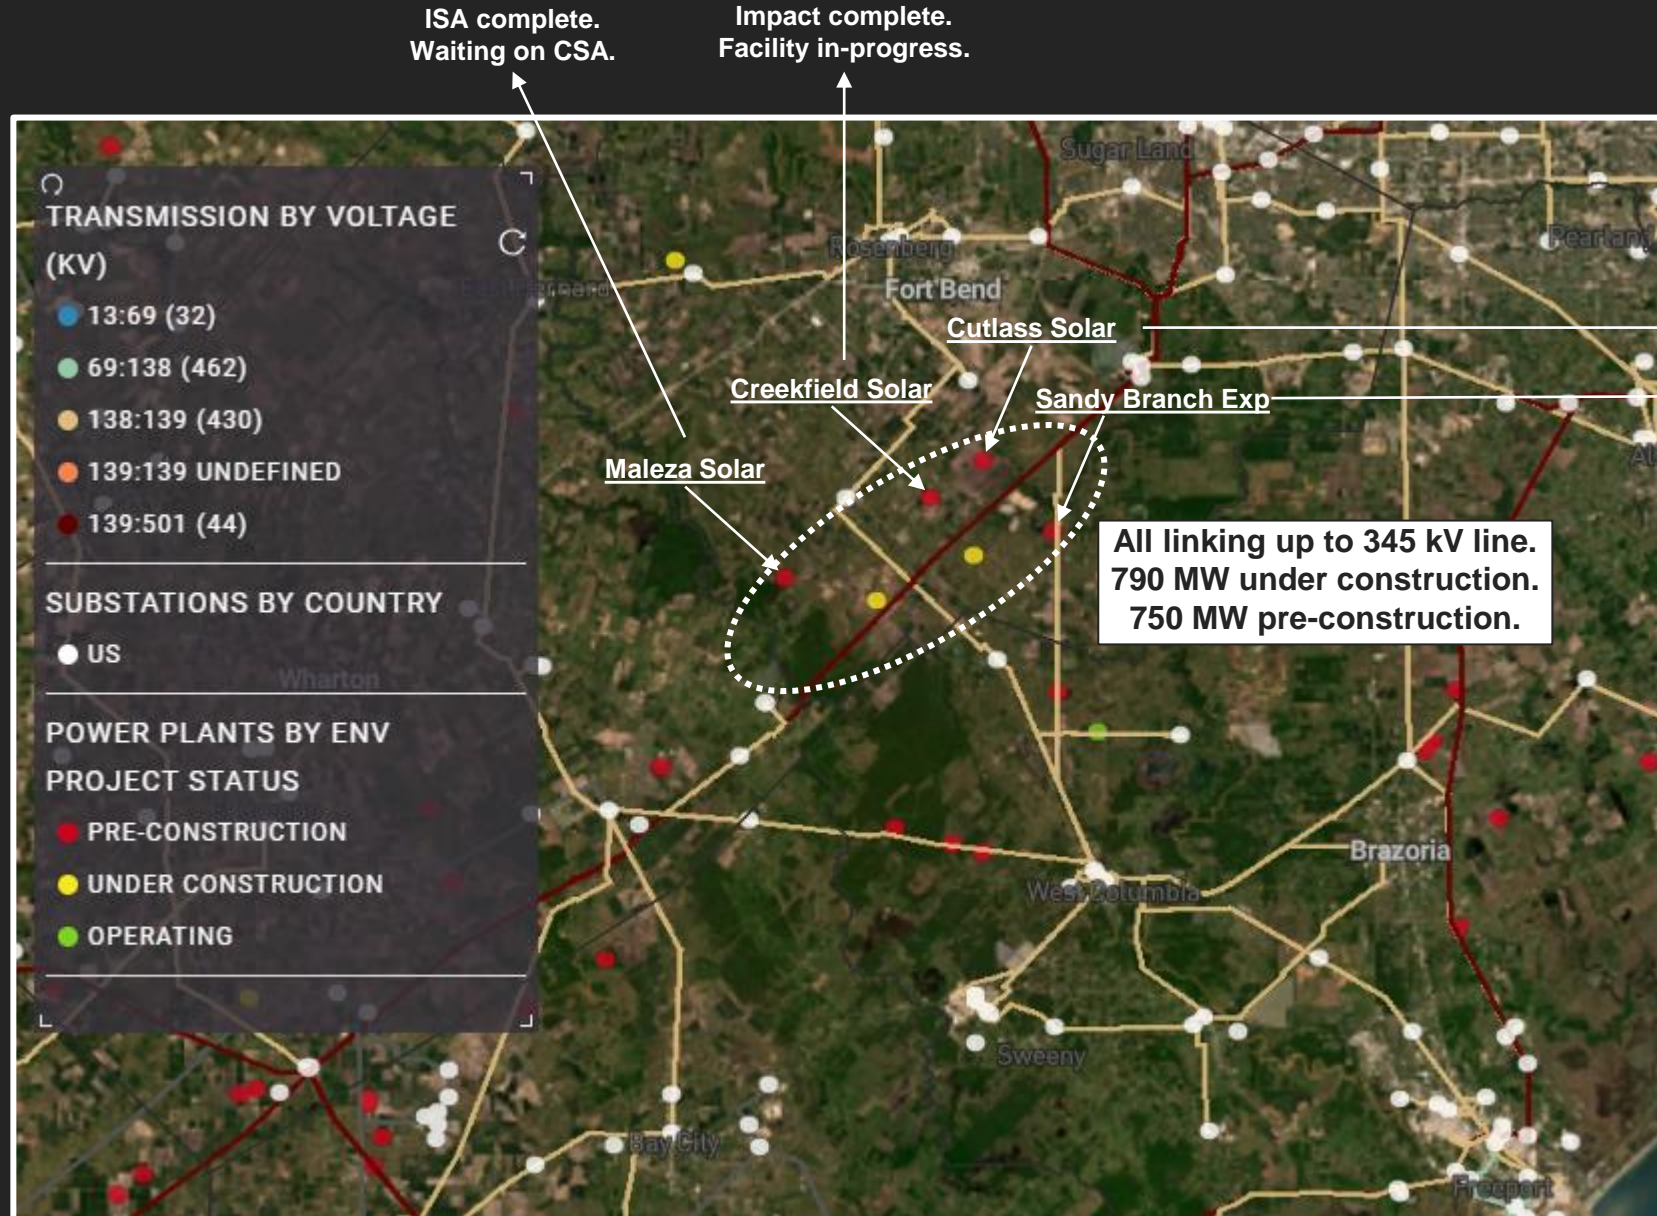 ISA complete.
Waiting on CSA.
Impact complete.
Facility in-progress.
TRANSMISSION BY VOLTAGE
(KV)
13:69 (32)
69:138 (462)
138:139 (430)
139:139 UNDEFINED
139:501 (44)
SUBSTATIONS BY COUNTRY
US
Wharton
POWER PLANTS BY ENV
PROJECT STATUS
PRE-CONSTRUCTION
UNDER CONSTRUCTION
OPERATING
Sugar Land
Pearland
Rosenberg
East Bernard
Fort Bend
Cutlass Solar
Creekfield Solar
Sandy Branch Exp
Maleza Solar
All linking up to 345 kV line.
790 MW under construction.
750 MW pre-construction.
Brazoria
West Columbia
Sweeny
Bay City
Freeport